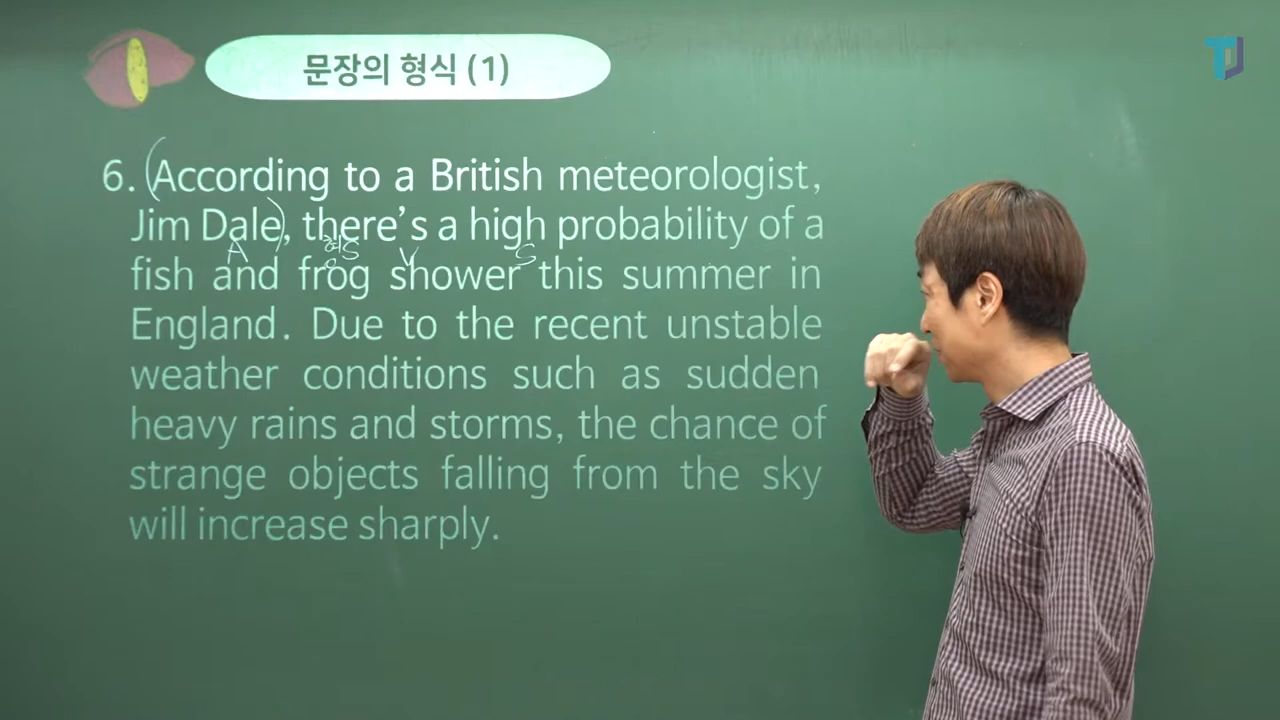 문장의 형식 (1)
TJ
6. (According to a British meteorologist,
Jim Dale), there's a high probability of a
A V S
fish and frog shower this summer in
England. Due to the recent unstable
weather conditions such as sudden
heavy rains and storms, the chance of
strange objects falling from the sky
will increase sharply.